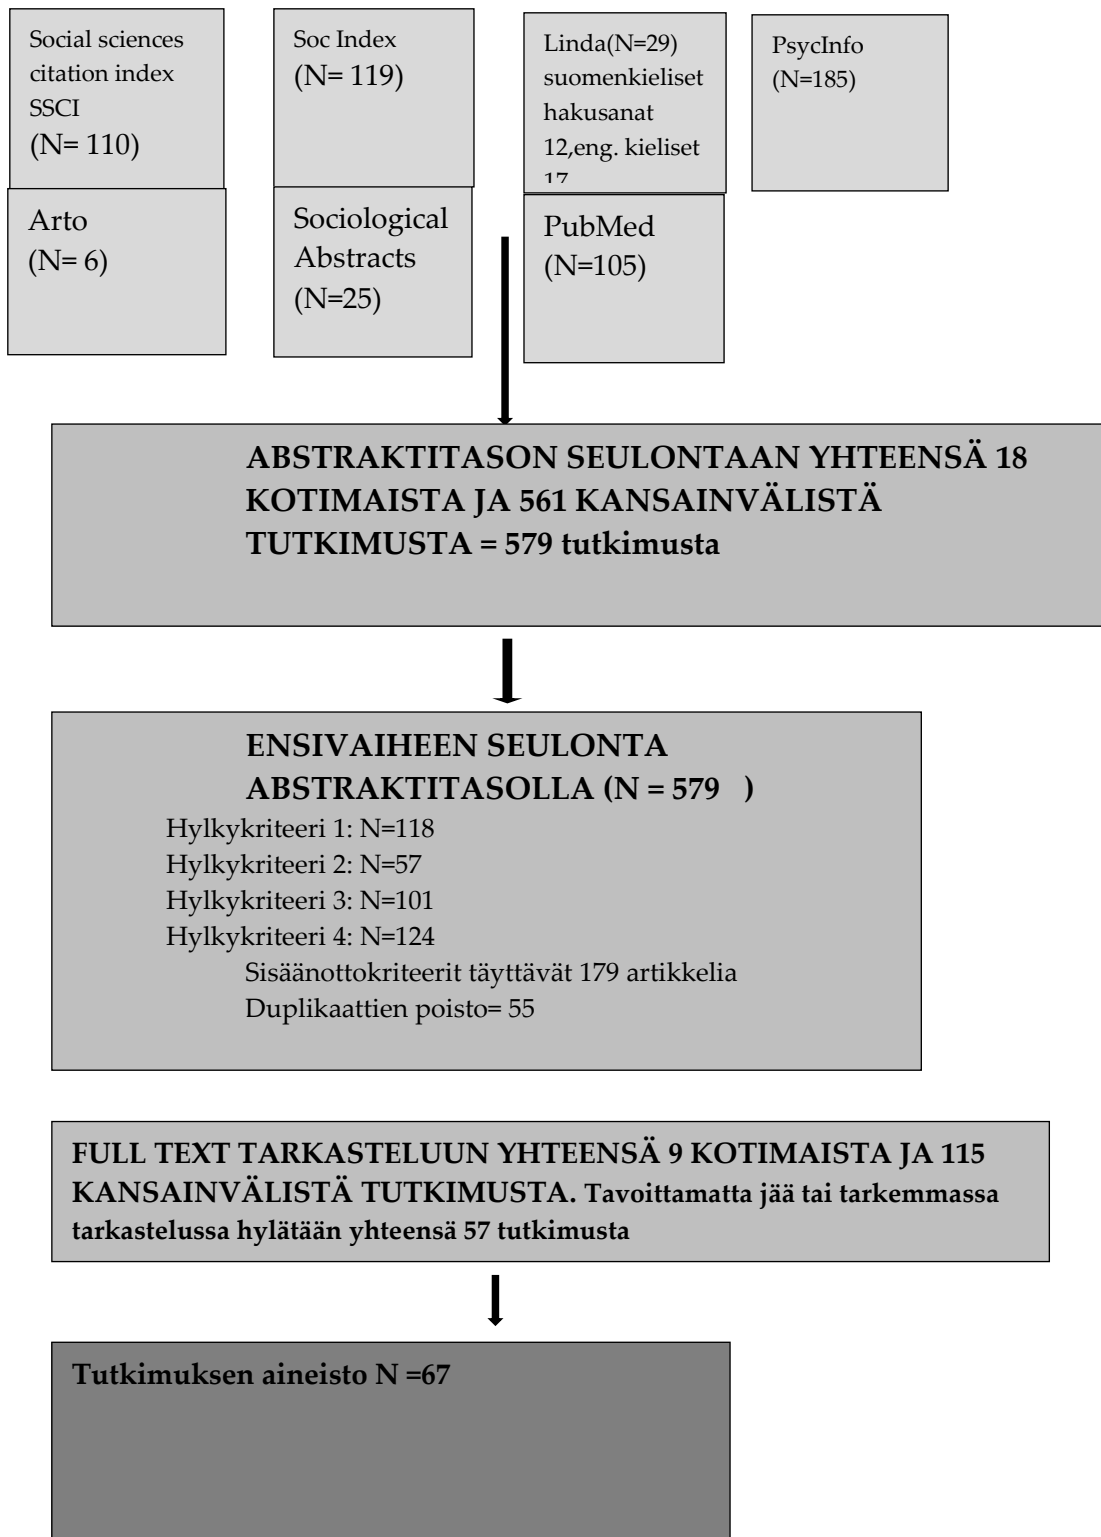 Social sciences
citation index
SSCI
(N= 110)
Soc Index
(N= 119)
Linda(N=29)
suomenkieliset
hakusanat
12,eng. kieliset
17
PsycInfo
(N=185)
Arto
(N= 6)
Sociological
Abstracts
(N=25)
PubMed
(N=105)
ABSTRAKTITASON SEULONTAAN YHTEENSÄ 18
KOTIMAISTA JA 561 KANSAINVÄLISTÄ
TUTKIMUSTA = 579 tutkimusta
ENSIVAIHEEN SEULONTA
ABSTRAKTITASOLLA (N = 579 )
Hylkykriteeri 1: N=118
Hylkykriteeri 2: N=57
Hylkykriteeri 3: N=101
Hylkykriteeri 4: N=124
Sisäänottokriteerit täyttävät 179 artikkelia
Duplikaattien poisto= 55
FULL TEXT TARKASTELUUN YHTEENSÄ 9 KOTIMAISTA JA 115
KANSAINVÄLISTÄ TUTKIMUSTA. Tavoittamatta jää tai tarkemmassa
tarkastelussa hylätään yhteensä 57 tutkimusta
Tutkimuksen aineisto N =67